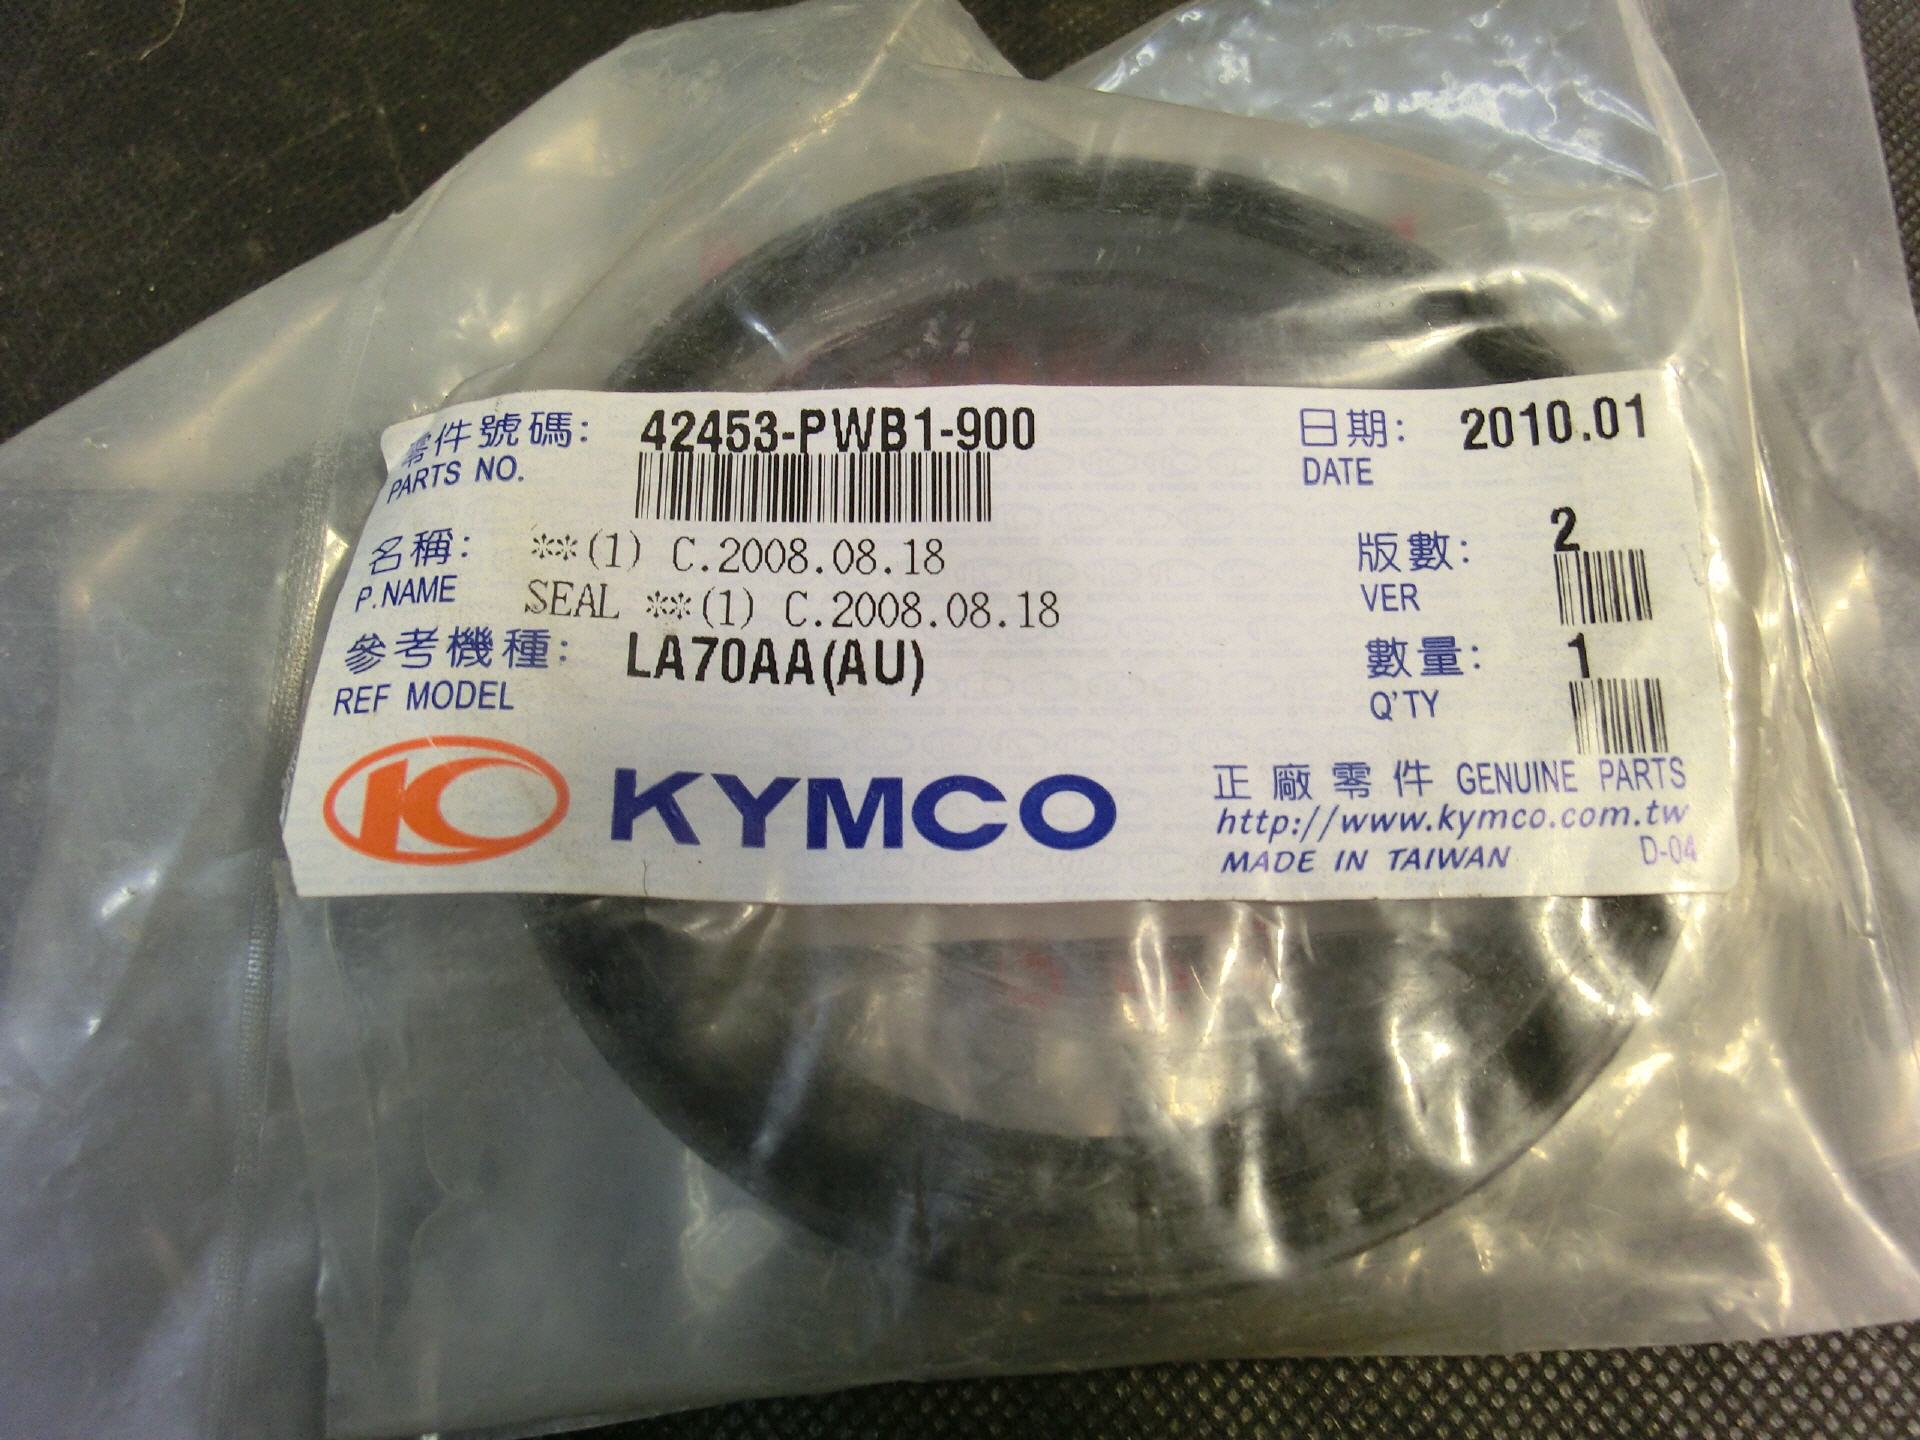 零件號碼: 42453-PWB1-900 日期: 2010.01
PARTS NO. DATE
名稱: **(1) C.2008.08.18 版數: 2
P.NAME SEAL **(1) C.2008.08.18 VER
參考機種: LA70AA(AU) 數量: 1
REF MODEL Q'TY
KYMCO
正廠零件 GENUINE PARTS
http://www.kymco.com.tw
MADE IN TAIWAN D-04